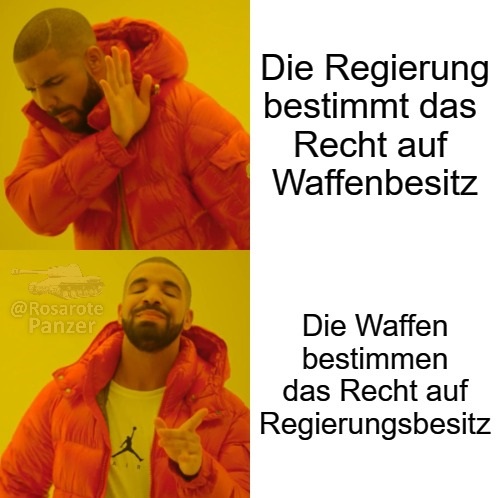 Die Regierung
bestimmt das
Recht auf
Waffenbesitz
@Rosarote
Panzer
Die Waffen
bestimmen
das Recht auf
Regierungsbesitz